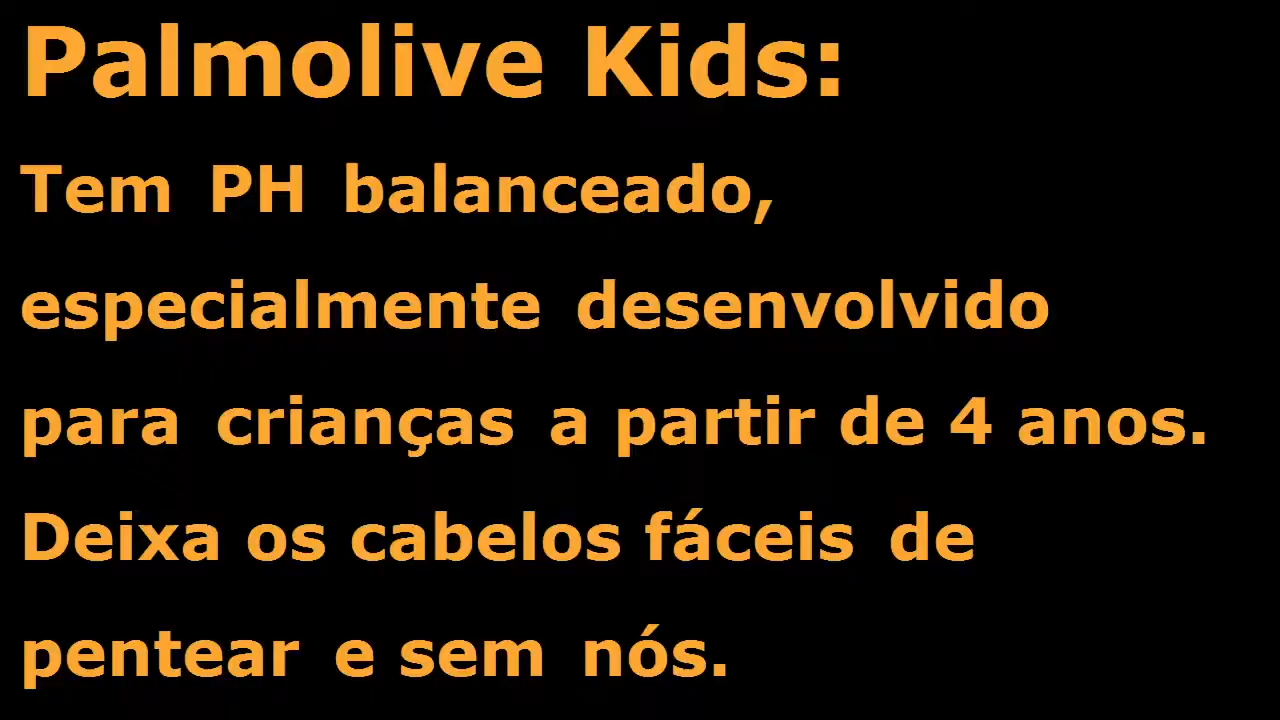 Palmolive Kids:
Tem PH balanceado,
especialmente desenvolvido
para crianças a partir de 4 anos.
Deixa os cabelos fáceis de
pentear e sem nós.